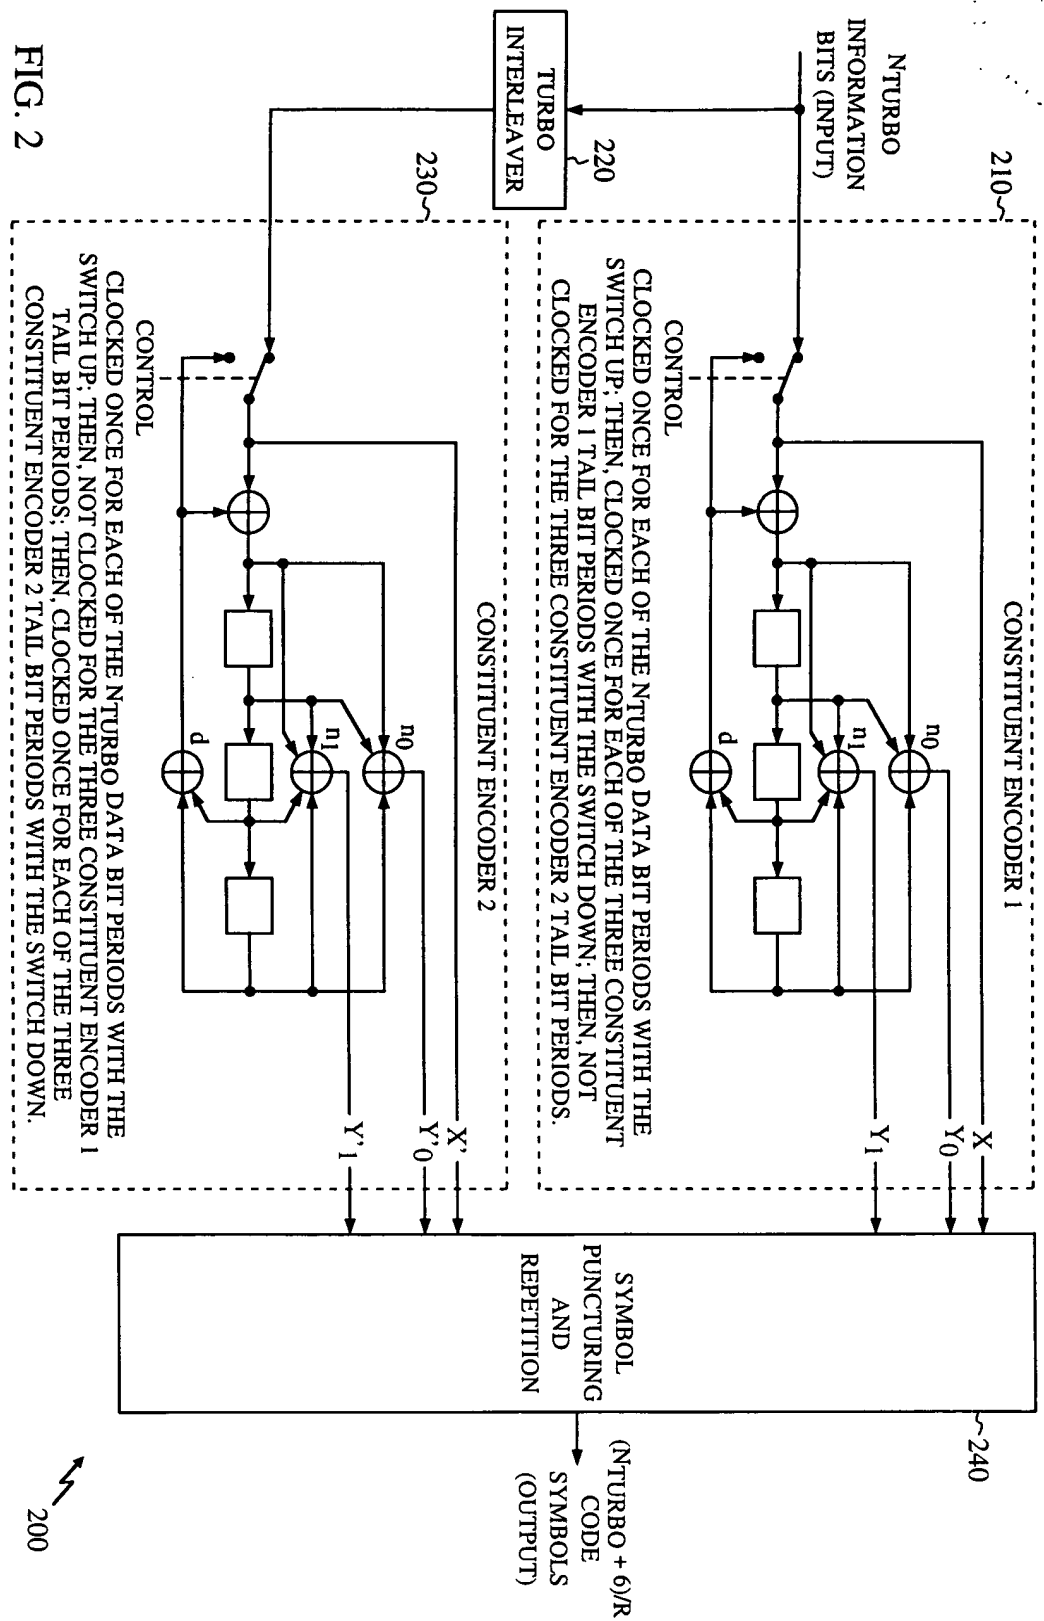 NTURBO
INFORMATION
BITS (INPUT)
210
CONSTITUENT ENCODER 1
n0
n1
d
CONTROL
X
Y0
Y1
CLOCKED ONCE FOR EACH OF THE NTURBO DATA BIT PERIODS WITH THE
SWITCH UP; THEN, CLOCKED ONCE FOR EACH OF THE THREE CONSTITUENT
ENCODER 1 TAIL BIT PERIODS WITH THE SWITCH DOWN; THEN, NOT
CLOCKED FOR THE THREE CONSTITUENT ENCODER 2 TAIL BIT PERIODS.
220
TURBO
INTERLEAVER
230
CONSTITUENT ENCODER 2
n0
n1
d
CONTROL
X'
Y'0
Y'1
CLOCKED ONCE FOR EACH OF THE NTURBO DATA BIT PERIODS WITH THE
SWITCH UP; THEN, NOT CLOCKED FOR THE THREE CONSTITUENT ENCODER 1
TAIL BIT PERIODS; THEN, CLOCKED ONCE FOR EACH OF THE THREE
CONSTITUENT ENCODER 2 TAIL BIT PERIODS WITH THE SWITCH DOWN.
SYMBOL
PUNCTURING
AND
REPETITION
240
(NTURBO + 6)/R
CODE
SYMBOLS
(OUTPUT)
200
FIG. 2